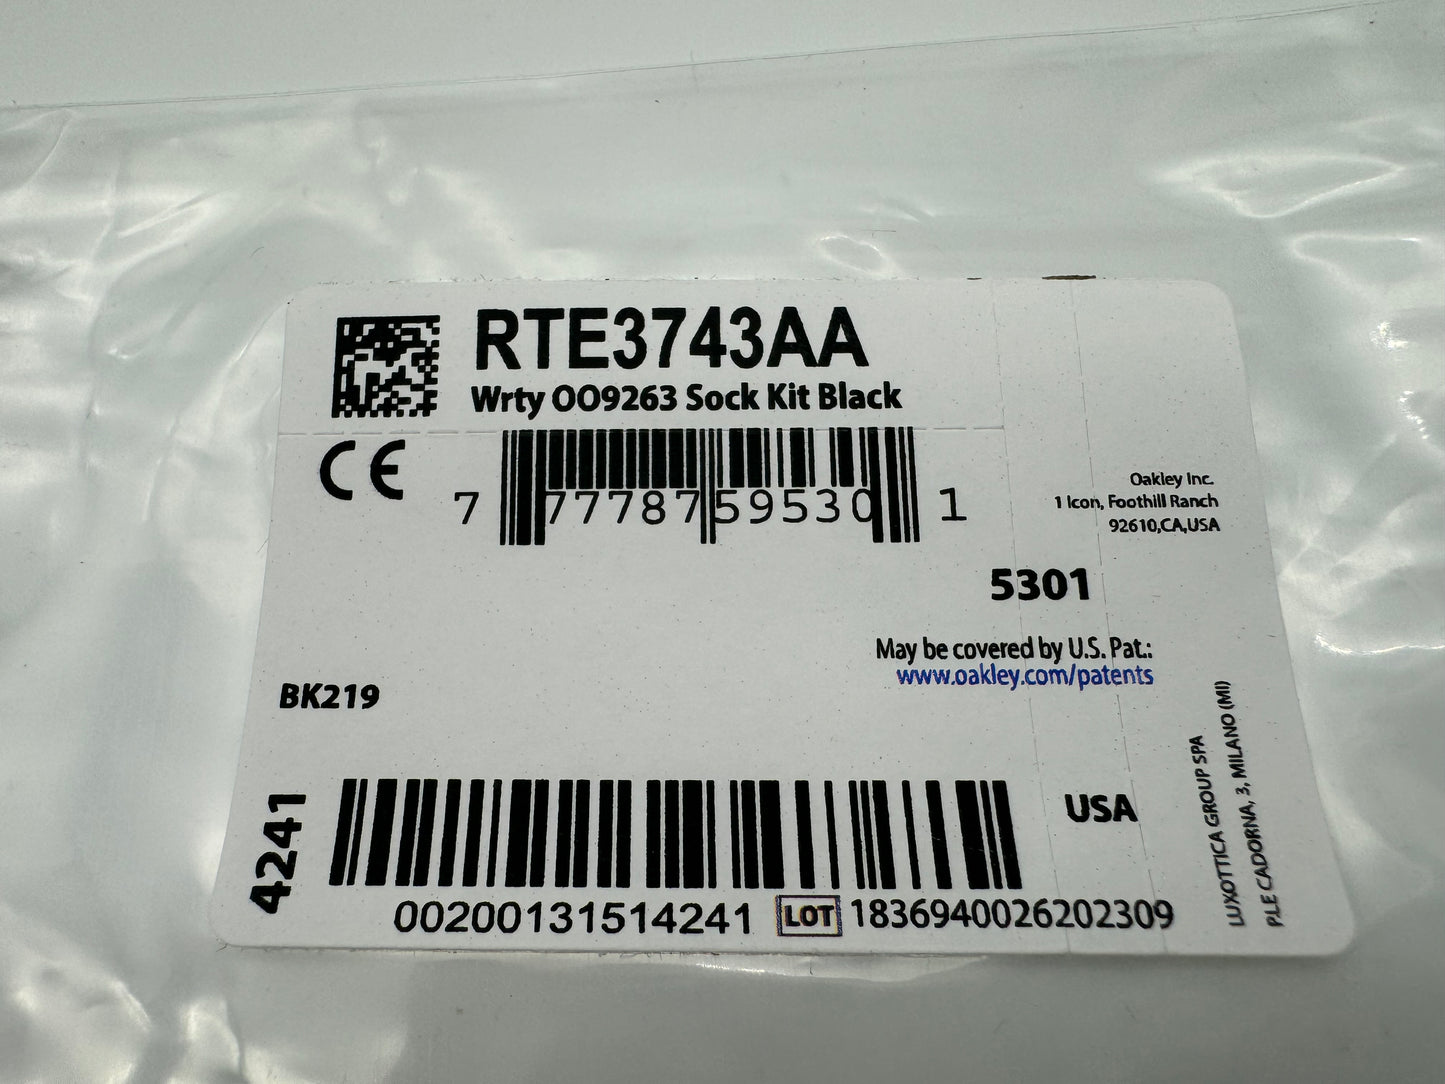 RTE3743AA
Wrty OO9263 Sock Kit Black
CE
7 77787 59530 1
Oakley Inc.
1 Icon, Foothill Ranch
92610,CA,USA
5301
May be covered by U.S. Pat.:
www.oakley.com/patents
BK219
4241
USA
00200131514241 LOT 1836940026202309
LUXOTTICA GROUP SPA
P.LE CADORNA, 3, MILANO (MI)